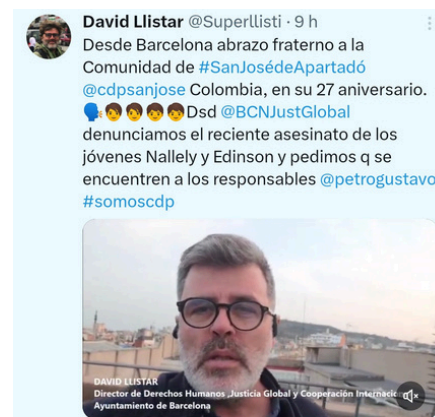 David Llistar @Superllisti · 9 h
Desde Barcelona abrazo fraterno a la
Comunidad de #SanJosédeApartadó
@cdpsanjose Colombia, en su 27 aniversario.
Dsd @BCNJustGlobal
denunciamos el reciente asesinato de los
jóvenes Nallely y Edinson y pedimos q se
encuentren a los responsables @petrogustavo
#somoscdp
DAVID LLISTAR
Director de Derechos Humanos ,Justicia Global y Cooperación
Ayuntamiento de Barcelona